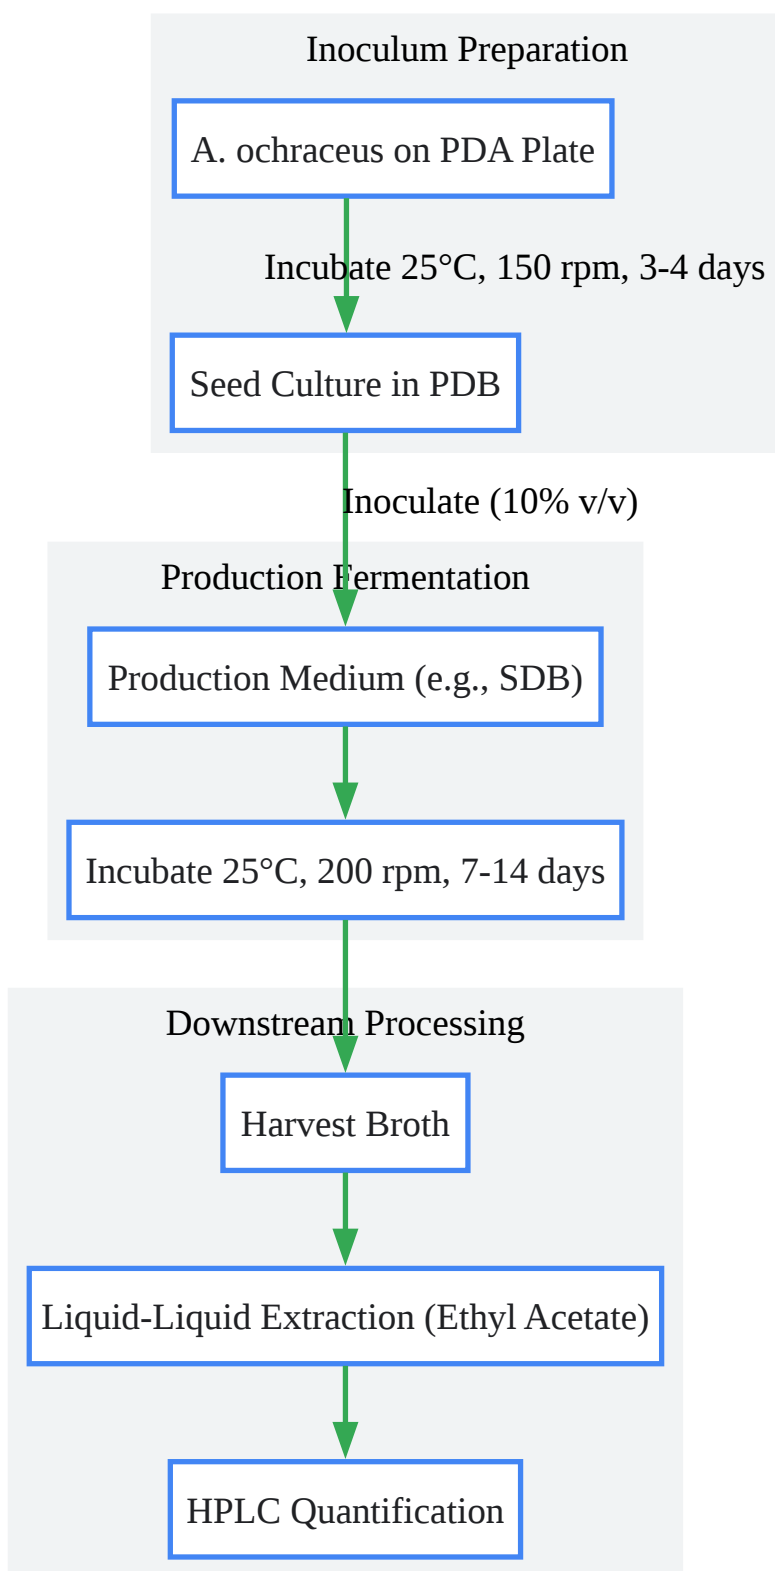 Inoculum Preparation
A. ochraceus on PDA Plate
Incubate 25°C, 150 rpm, 3-4 days
Seed Culture in PDB
Inoculate (10% v/v)
Production Fermentation
Production Medium (e.g., SDB)
Incubate 25°C, 200 rpm, 7-14 days
Downstream Processing
Harvest Broth
Liquid-Liquid Extraction (Ethyl Acetate)
HPLC Quantification